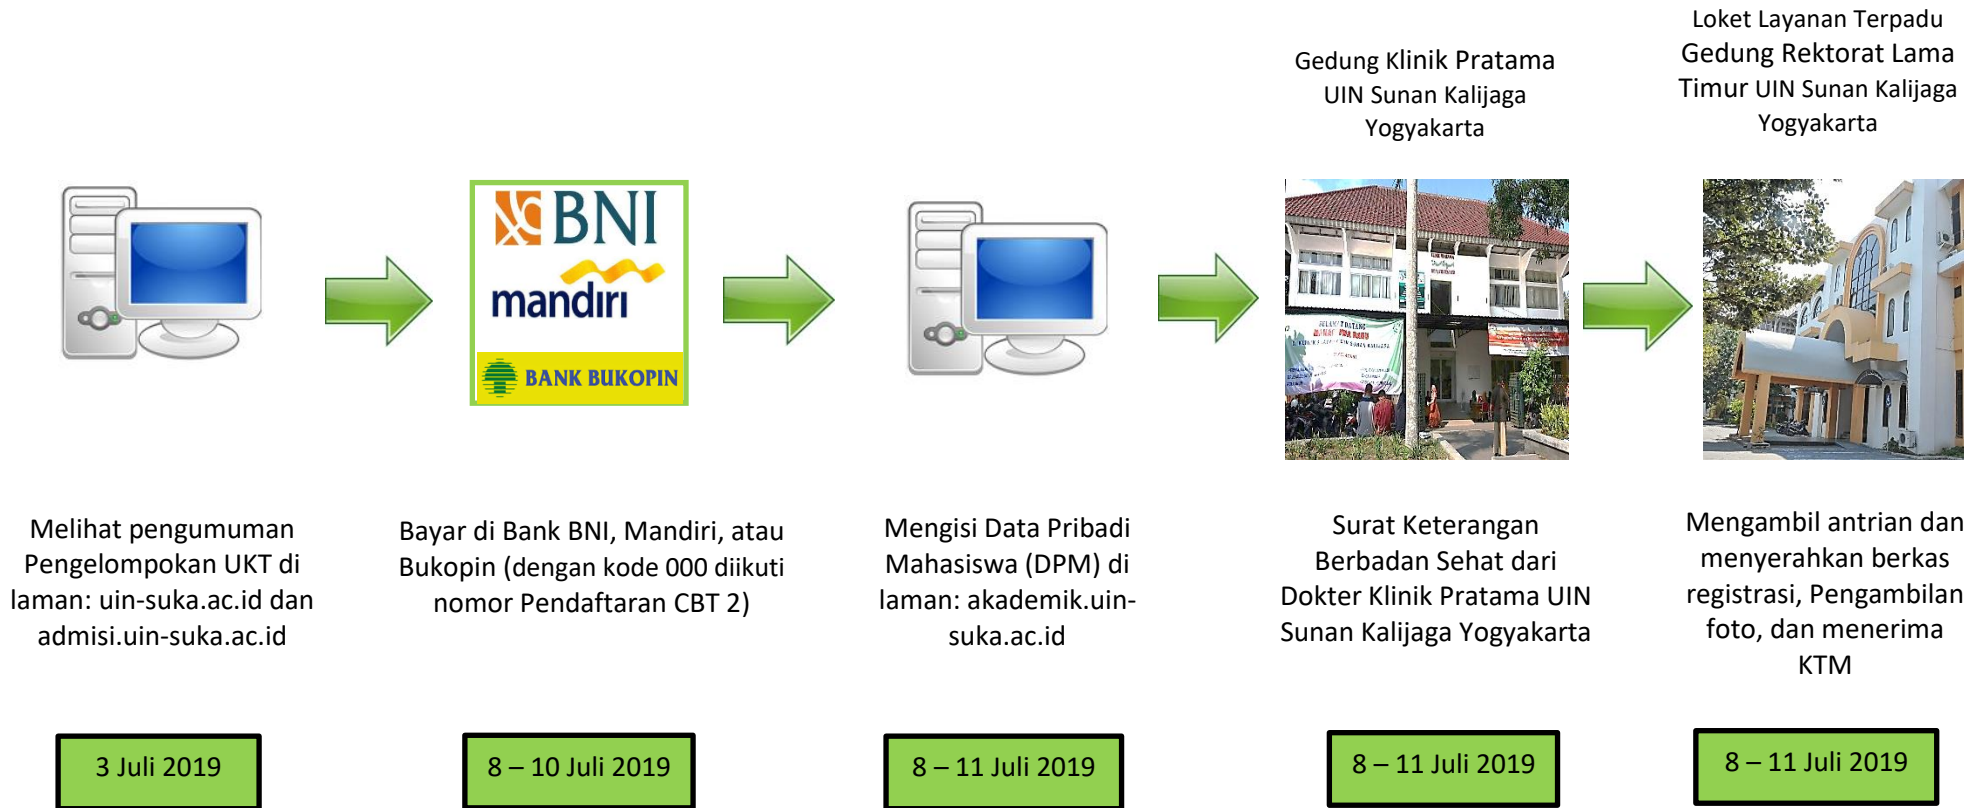 Gedung Klinik Pratama
UIN Sunan Kalijaga
Yogyakarta
Loket Layanan Terpadu
Gedung Rektorat Lama
Timur UIN Sunan Kalijaga
Yogyakarta
BNI
mandiri
BANK BUKOPIN
SELAMAT DATANG
Melihat pengumuman
Pengelompokan UKT di
laman: uin-suka.ac.id dan
admisi.uin-suka.ac.id
Bayar di Bank BNI, Mandiri, atau
Bukopin (dengan kode 000 diikuti
nomor Pendaftaran CBT 2)
Mengisi Data Pribadi
Mahasiswa (DPM) di
laman: akademik.uin-
suka.ac.id
Surat Keterangan
Berbadan Sehat dari
Dokter Klinik Pratama UIN
Sunan Kalijaga Yogyakarta
Mengambil antrian dan
menyerahkan berkas
registrasi, Pengambilan
foto, dan menerima
KTM
3 Juli 2019
8 – 10 Juli 2019
8 – 11 Juli 2019
8 – 11 Juli 2019
8 – 11 Juli 2019